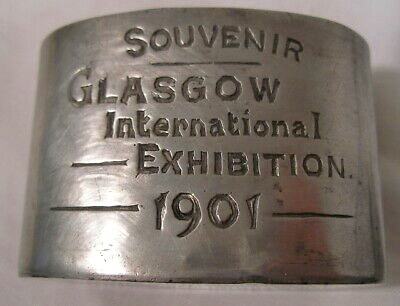 SOUVENIR
GLASGOW
International
EXHIBITION.
1901